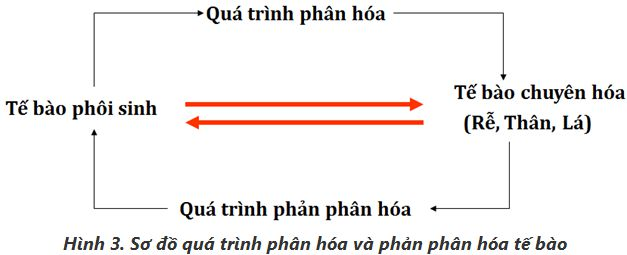 Quá trình phân hóa
Tế bào phôi sinh
Tế bào chuyên hóa
(Rễ, Thân, Lá)
Quá trình phản phân hóa
Hình 3. Sơ đồ quá trình phân hóa và phản phân hóa tế bào